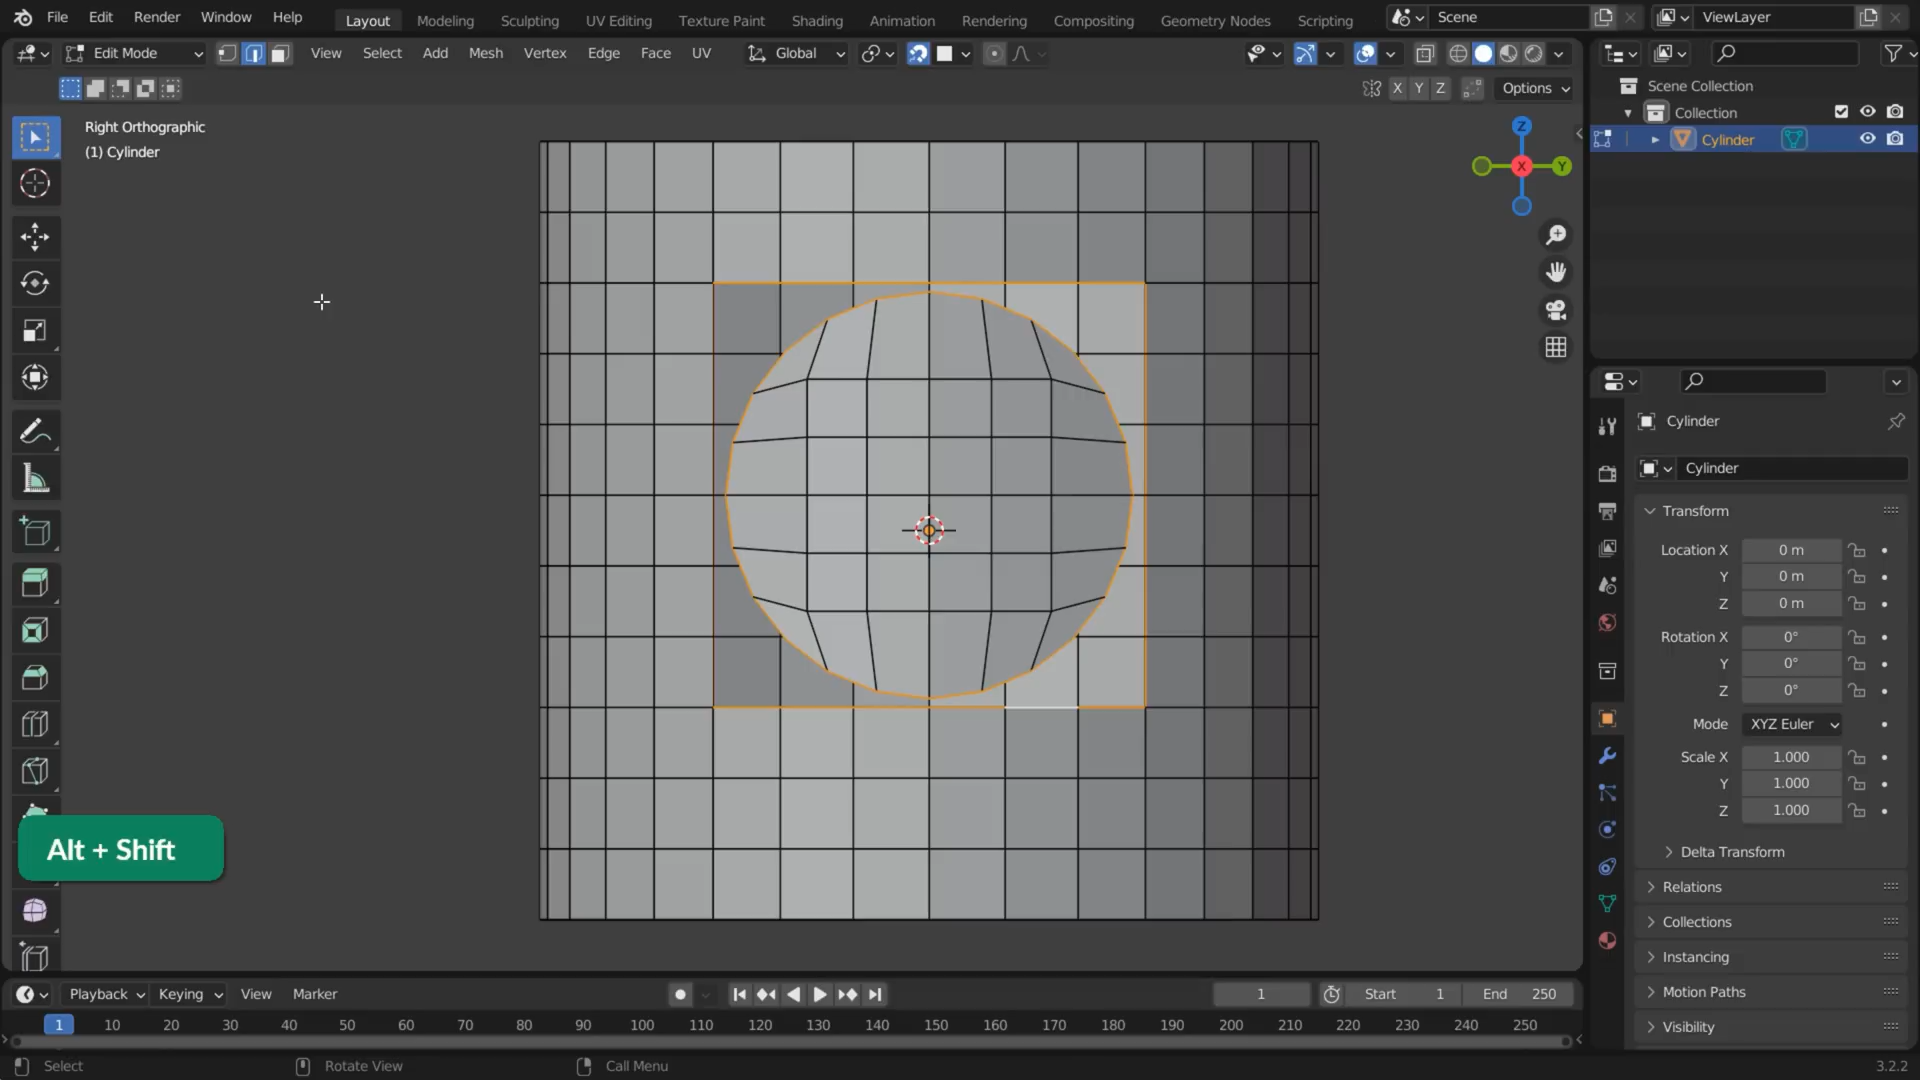 File Edit Render Window Help Layout Modeling Sculpting UV Editing Texture Paint Shading Animation Rendering Compositing Geometry Nodes Scripting Scene ViewLayer
Edit Mode View Select Add Mesh Vertex Edge Face UV Global
X Y Z Options
Right Orthographic
(1) Cylinder
Z
X
Y
Scene Collection
Collection
Cylinder
Cylinder
Cylinder
Transform
Location X 0 m
Y 0 m
Z 0 m
Rotation X 0°
Y 0°
Z 0°
Mode XYZ Euler
Scale X 1.000
Y 1.000
Z 1.000
Delta Transform
Relations
Collections
Instancing
Motion Paths
Visibility
Alt + Shift
Playback Keying View Marker 1 Start 1 End 250
1 10 20 30 40 50 60 70 80 90 100 110 120 130 140 150 160 170 180 190 200 210 220 230 240 250
Select Rotate View Call Menu 3.2.2